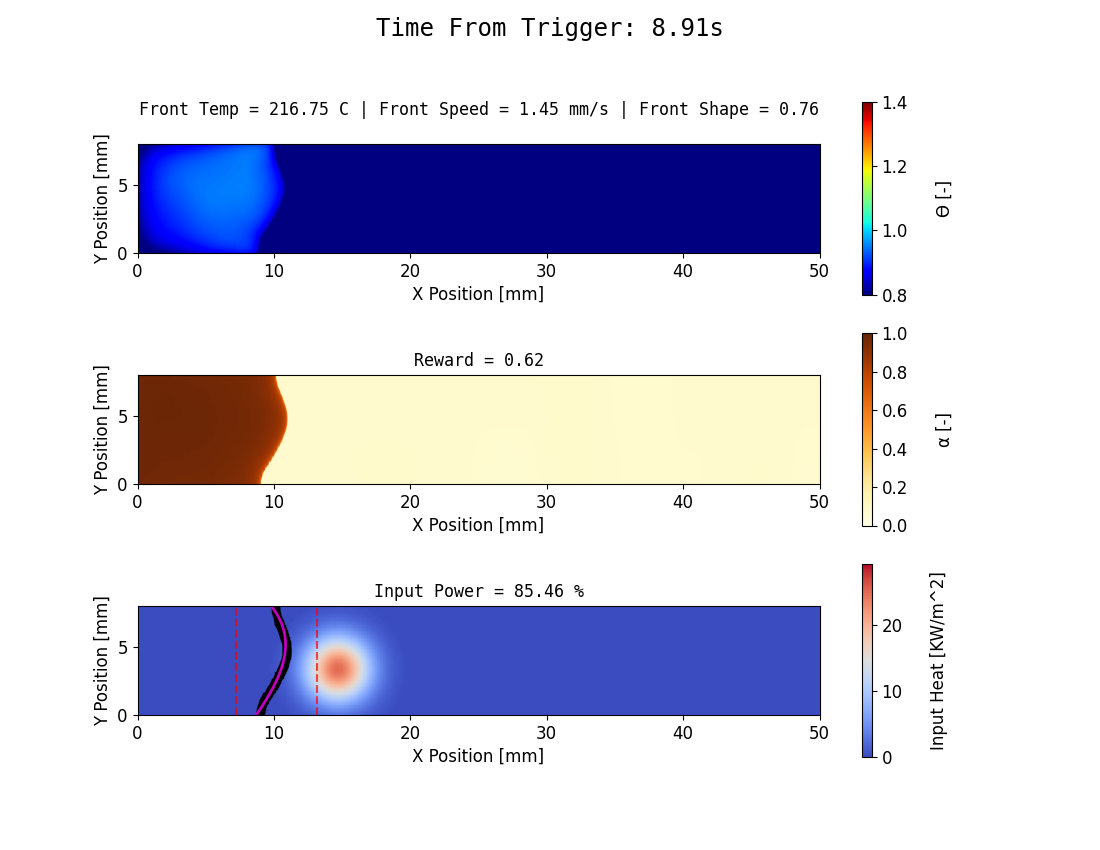 Time From Trigger: 8.91s
Front Temp = 216.75 C | Front Speed = 1.45 mm/s | Front Shape = 0.76
Y Position [mm]
5
0
0 10 20 30 40 50
X Position [mm]
1.4
1.2
1.0
0.8
Θ [-]
Reward = 0.62
Y Position [mm]
5
0
0 10 20 30 40 50
X Position [mm]
1.0
0.8
0.6
0.4
0.2
0.0
α [-]
Input Power = 85.46 %
Y Position [mm]
5
0
0 10 20 30 40 50
X Position [mm]
20
10
0
Input Heat [KW/m^2]